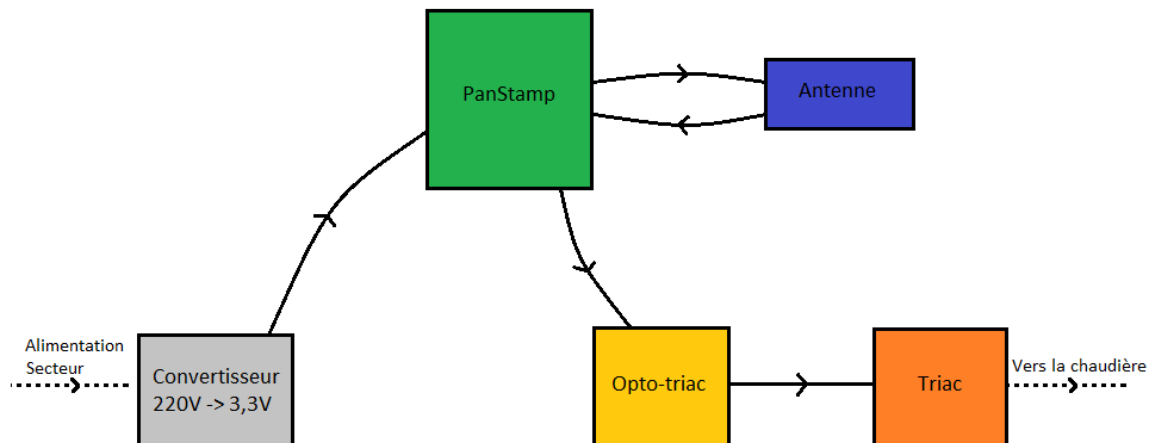 PanStamp
Antenne
Alimentation
Secteur
Convertisseur
220V -> 3,3V
Opto-triac
Triac
Vers la chaudière